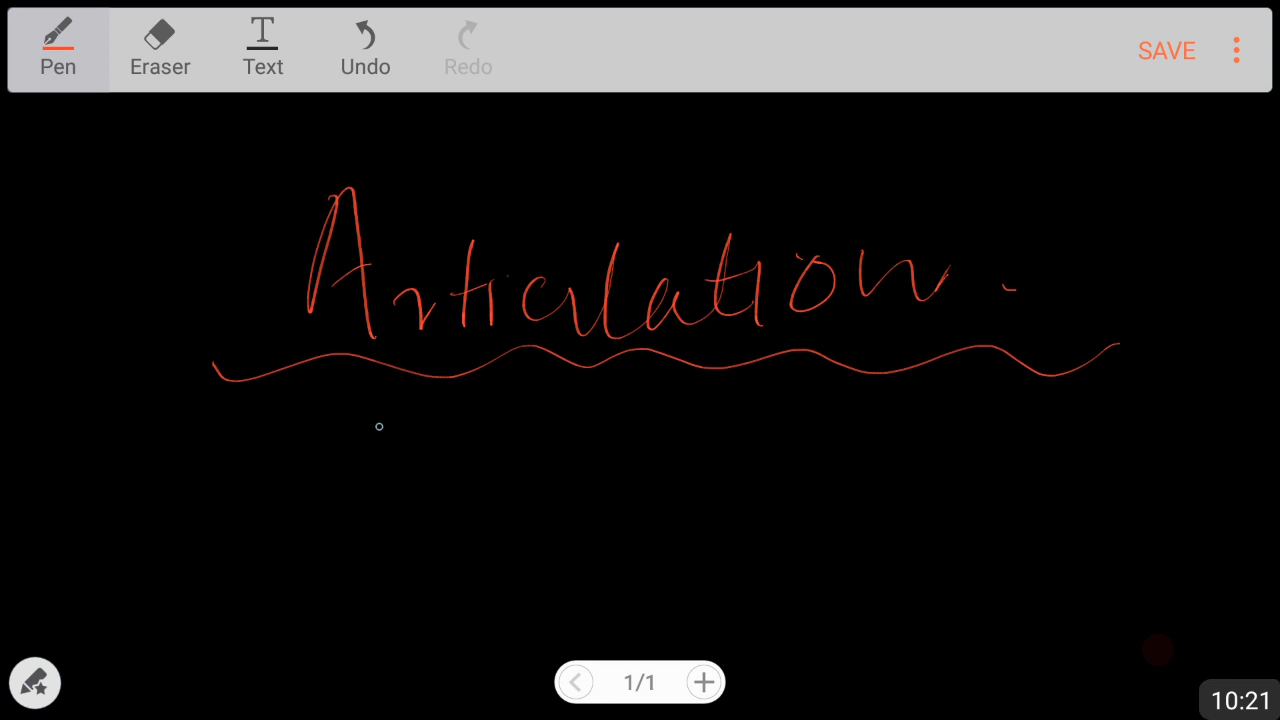 Pen Eraser Text Undo Redo SAVE
Articulation.
1/1
10:21